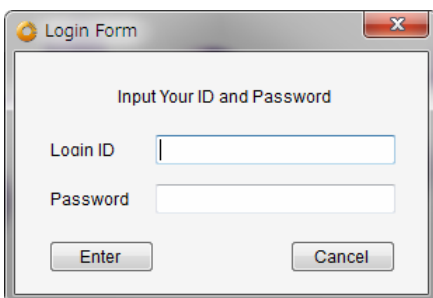 Login Form
Input Your ID and Password
Login ID
Password
Enter
Cancel